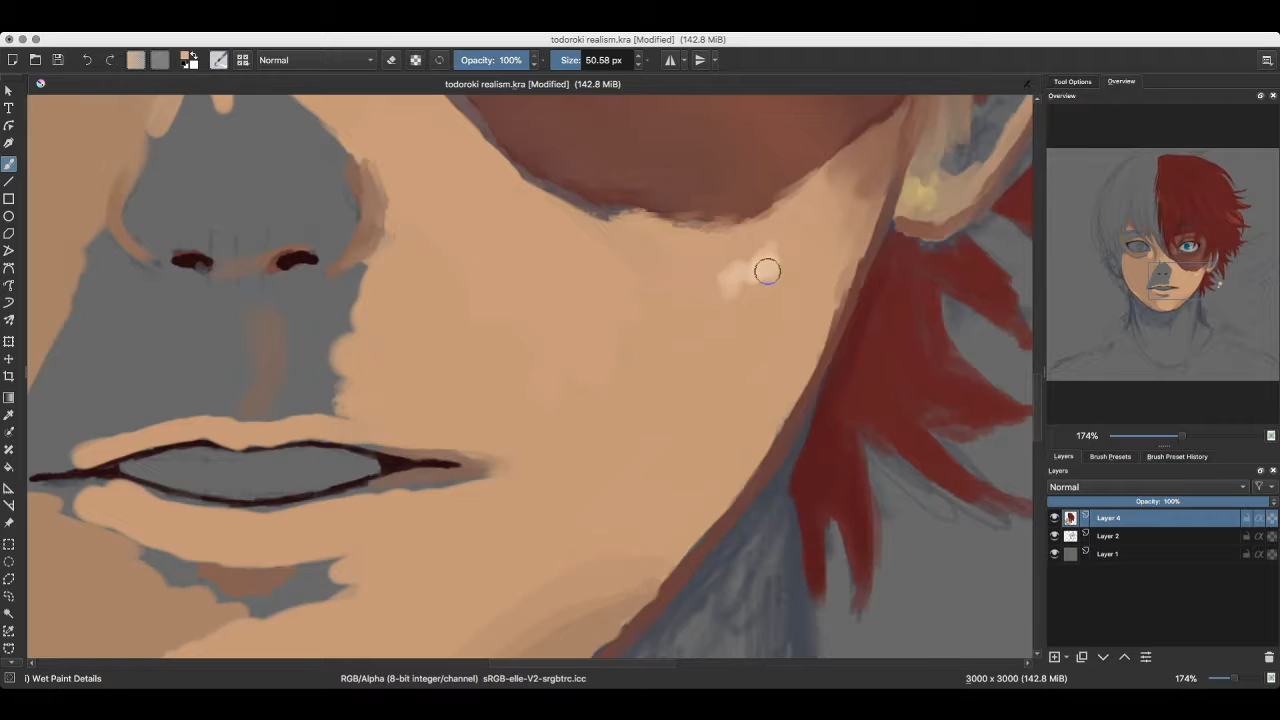 todoroki realism.kra [Modified] (142.8 MiB)
Normal
Opacity: 100%
Size: 50.58 px
todoroki realism.kra [Modified] (142.8 MiB)
Tool Options
Overview
Overview
174%
Layers
Brush Presets
Brush Preset History
Layers
Normal
Opacity: 100%
Layer 4
Layer 2
Layer 1
i) Wet Paint Details
RGB/Alpha (8-bit integer/channel) sRGB-elle-V2-srgbtrc.icc
3000 x 3000 (142.8 MiB)
174%